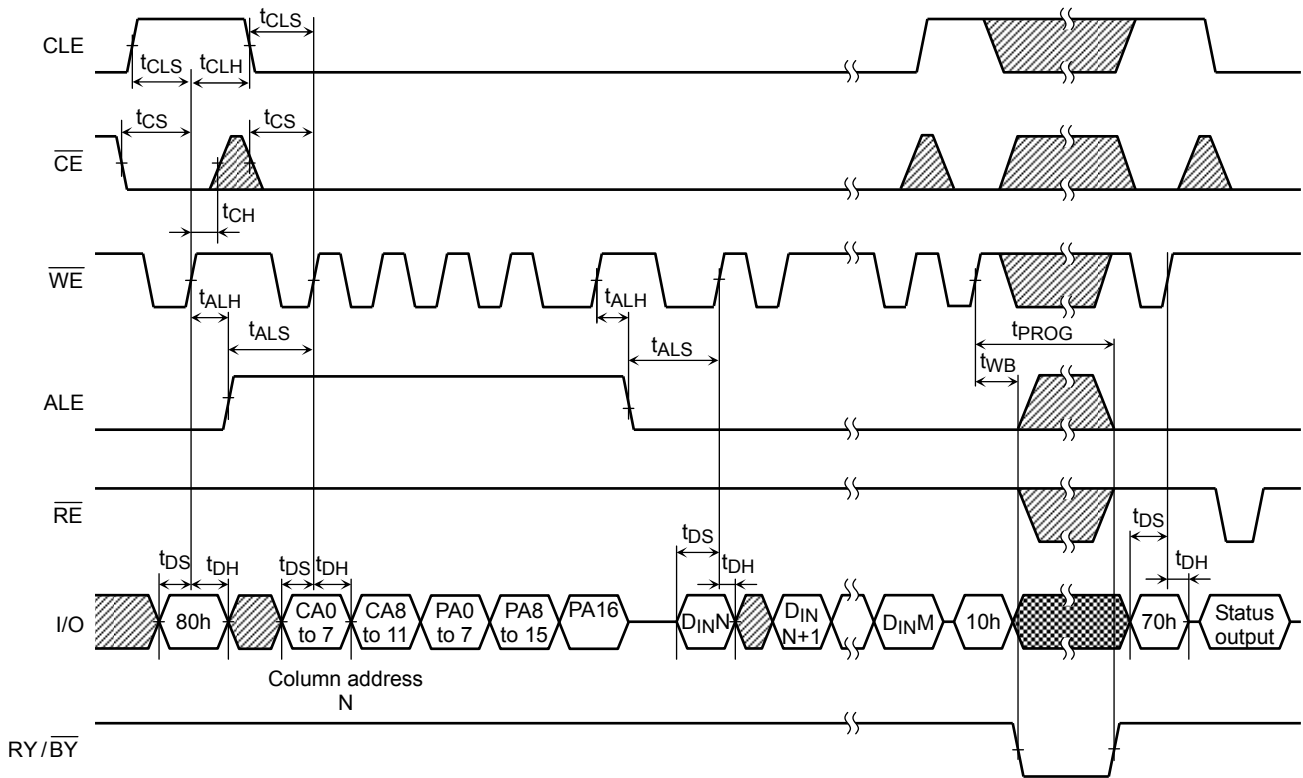 CLE
tCLS
tCLS
tCLH
tCS
tCS
CE
tCH
WE
tALH
tALS
tALH
tALS
tPROG
tWB
ALE
RE
tDS
tDH
tDS
tDH
tDS
tDH
tDS
tDH
I/O
80h
CA0
to 7
CA8
to 11
PA0
to 7
PA8
to 15
PA16
DINN
DIN
N+1
DINM
10h
70h
Status
output
Column address
N
RY/BY